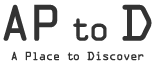 AP to D
A Place to Discover